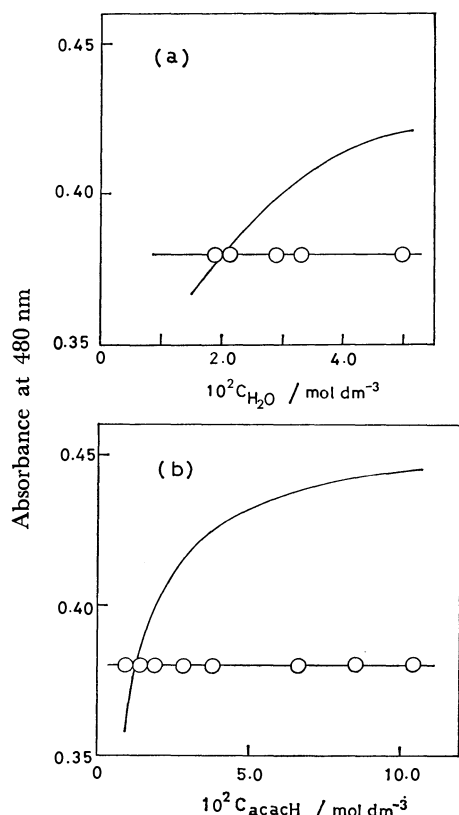 0.45
(a)
0.40
0.35
0
2.0
4.0
10²C_H₂O / mol dm⁻³
Absorbance at 480 nm
0.45
(b)
0.40
0.35
0
5.0
10.0
10²C_acacH / mol dm⁻³